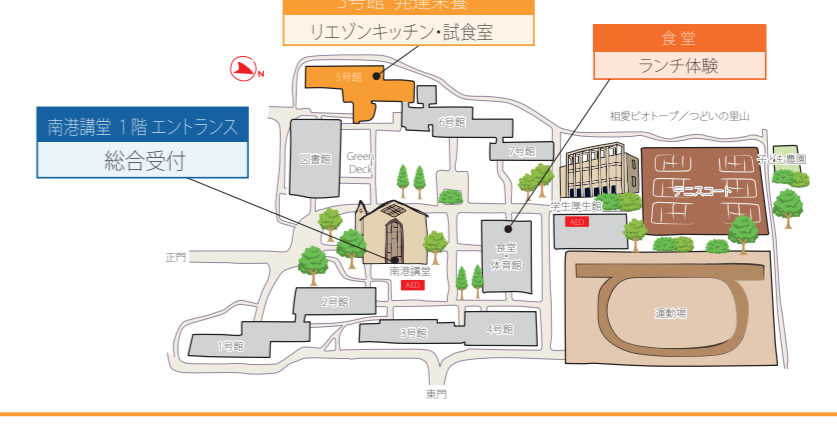 5号館 発達栄養
リエゾンキッチン・試食室
食 堂
ランチ体験
N
5号館
相愛ビオトープ／つどいの里山
南港講堂 1階 エントランス
総合受付
6号館
7号館
図書館
Green
Deck
子ども農園
テニスコート
学生厚生館
AED
食堂
・
体育館
正門
南港講堂
AED
2号館
運動場
1号館
3号館
4号館
東門